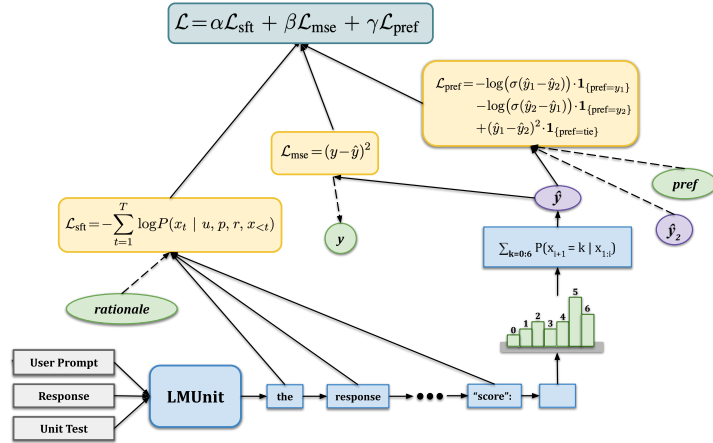 ℒ = αℒ_sft + βℒ_mse + γℒ_pref
ℒ_pref = −log(σ(ŷ₁−ŷ₂)) · 𝟏_{pref=y₁}
−log(σ(ŷ₂−ŷ₁)) · 𝟏_{pref=y₂}
+(ŷ₁−ŷ₂)² · 𝟏_{pref=tie}
ℒ_mse = (y−ŷ)²
pref
ŷ
ℒ_sft = −∑_{t=1}^{T} log P(x_t | u, p, r, x_{<t})
y
ŷ₂
∑_{k=0:6} P(x_{i+1} = k | x_{1:i})
rationale
0 1 2 3 4 5 6
User Prompt
Response
Unit Test
LMUnit
the
response
•••
“score”: